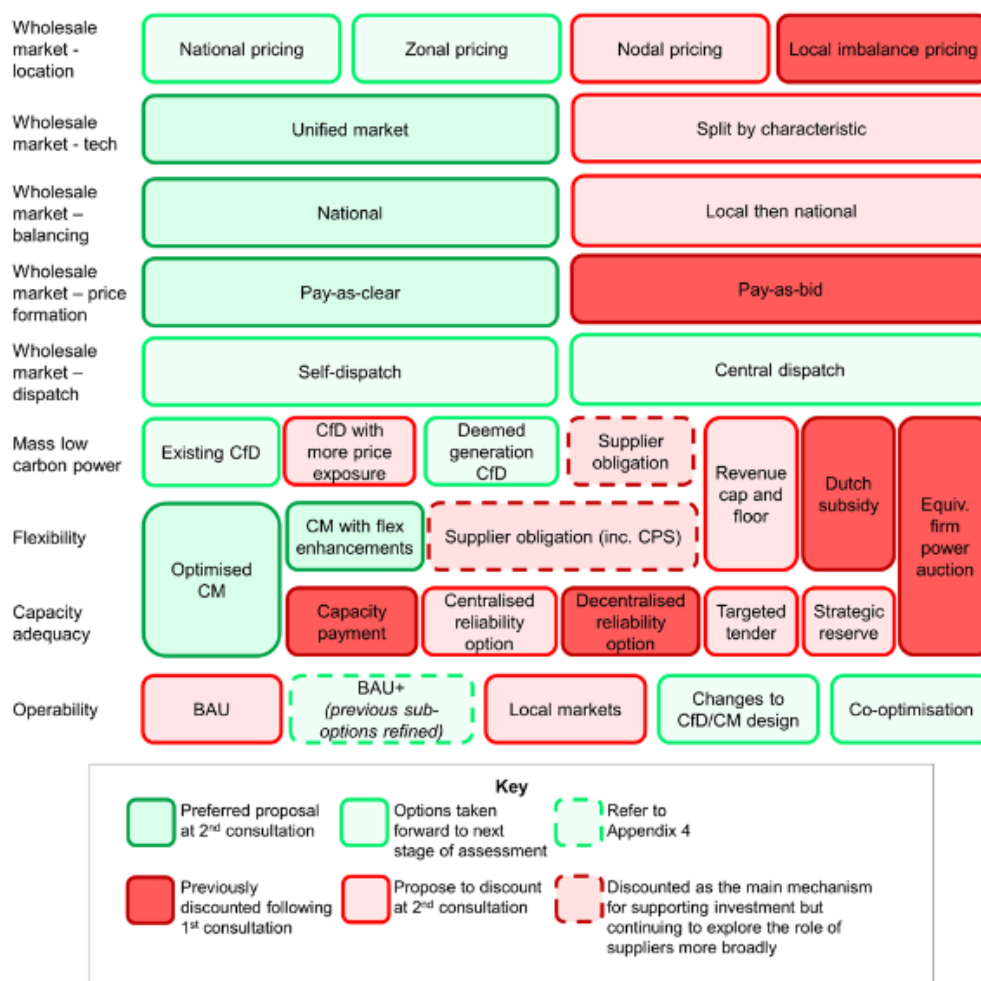 Wholesale
market -
location
National pricing
Zonal pricing
Nodal pricing
Local imbalance pricing
Wholesale
market - tech
Unified market
Split by characteristic
Wholesale
market –
balancing
National
Local then national
Wholesale
market – price
formation
Pay-as-clear
Pay-as-bid
Wholesale
market –
dispatch
Self-dispatch
Central dispatch
Mass low
carbon power
Existing CfD
CfD with
more price
exposure
Deemed
generation
CfD
Supplier
obligation
Revenue
cap and
floor
Dutch
subsidy
Equiv.
firm
power
auction
Flexibility
Optimised
CM
CM with flex
enhancements
Supplier obligation (inc. CPS)
Capacity
adequacy
Capacity
payment
Centralised
reliability
option
Decentralised
reliability
option
Targeted
tender
Strategic
reserve
Operability
BAU
BAU+
(previous sub-
options refined)
Local markets
Changes to
CfD/CM design
Co-optimisation
Key
Preferred proposal
at 2nd consultation
Options taken
forward to next
stage of assessment
Refer to
Appendix 4
Previously
discounted following
1st consultation
Propose to discount
at 2nd consultation
Discounted as the main mechanism
for supporting investment but
continuing to explore the role of
suppliers more broadly